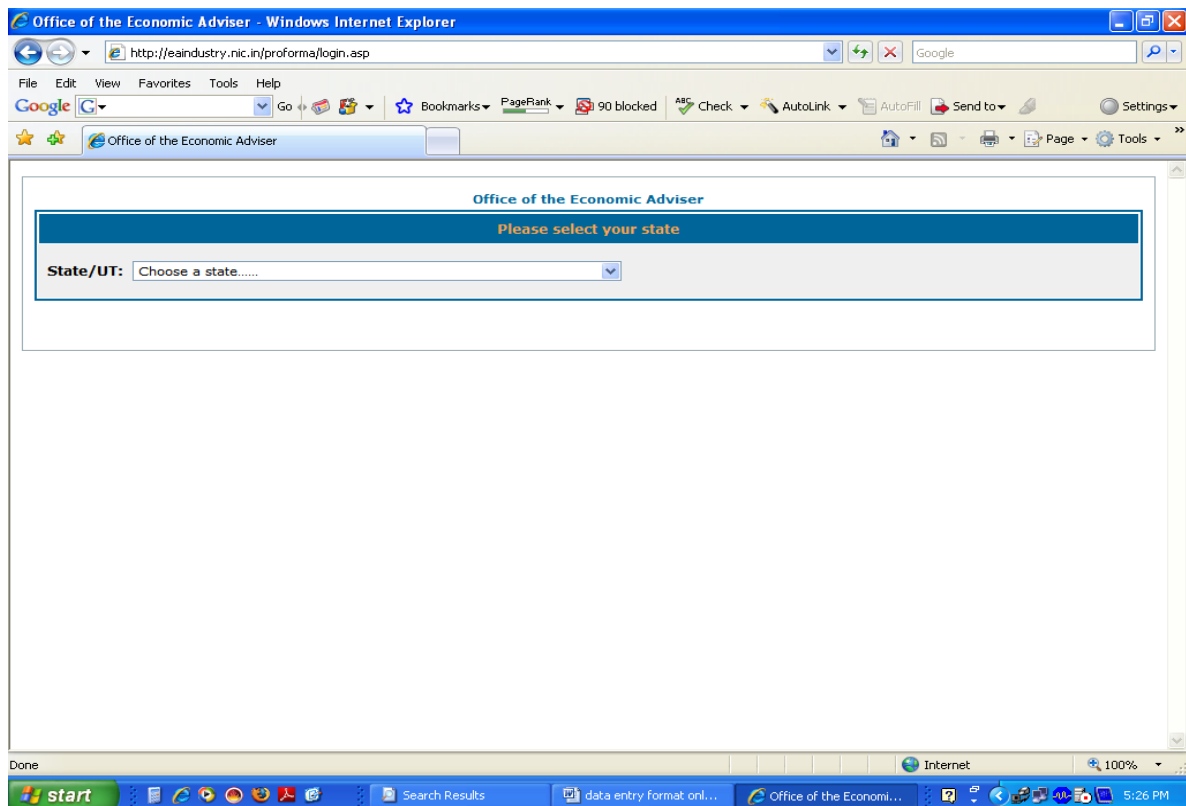 Office of the Economic Adviser - Windows Internet Explorer
http://eaindustry.nic.in/proforma/login.asp
Google
File Edit View Favorites Tools Help
Google G Go Bookmarks PageRank 90 blocked ABC Check AutoLink AutoFill Send to Settings
Office of the Economic Adviser Page Tools »
Office of the Economic Adviser
Please select your state
State/UT: Choose a state......
Done Internet 100%
start Search Results data entry format onl... Office of the Economi... 5:26 PM